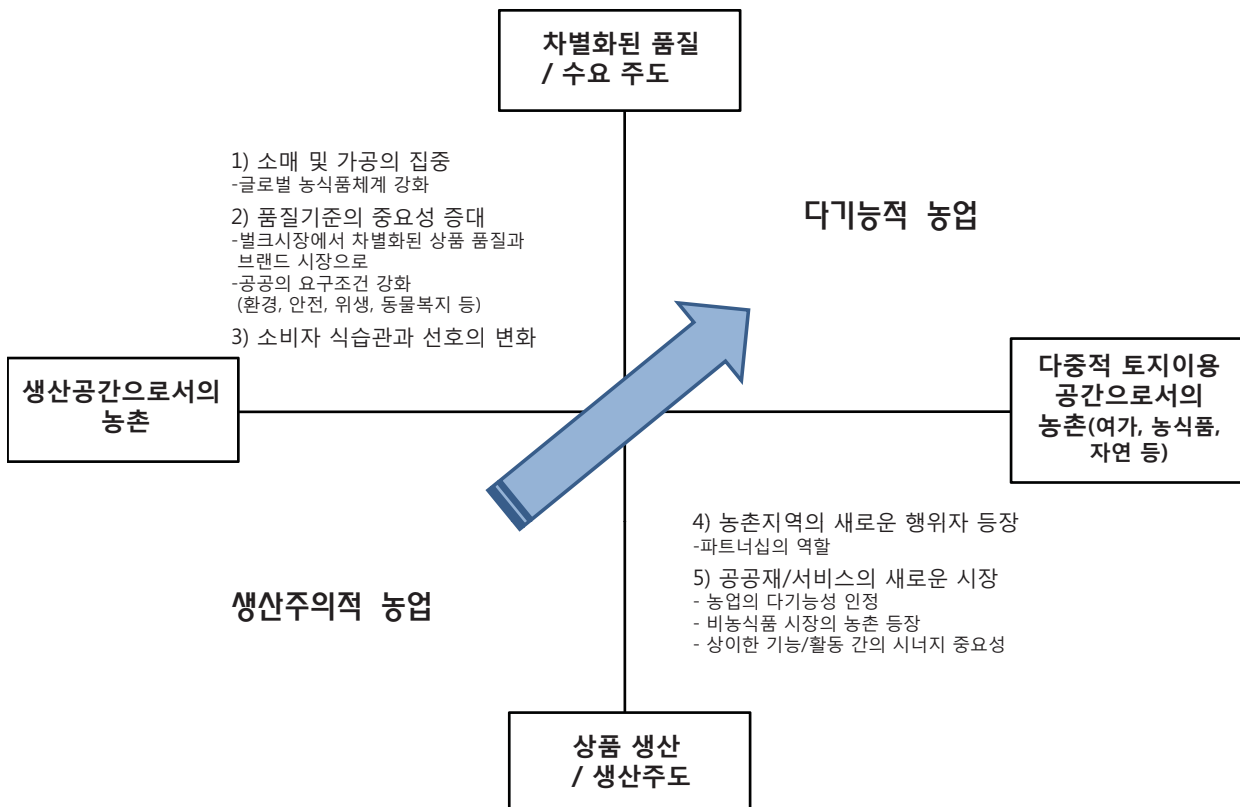 차별화된 품질
/ 수요 주도
1) 소매 및 가공의 집중
-글로벌 농식품체계 강화
2) 품질기준의 중요성 증대
-벌크시장에서 차별화된 상품 품질과
브랜드 시장으로
-공공의 요구조건 강화
(환경, 안전, 위생, 동물복지 등)
3) 소비자 식습관과 선호의 변화
다기능적 농업
생산공간으로서의
농촌
다중적 토지이용
공간으로서의
농촌(여가, 농식품,
자연 등)
생산주의적 농업
4) 농촌지역의 새로운 행위자 등장
-파트너십의 역할
5) 공공재/서비스의 새로운 시장
- 농업의 다기능성 인정
- 비농식품 시장의 농촌 등장
- 상이한 기능/활동 간의 시너지 중요성
상품 생산
/ 생산주도